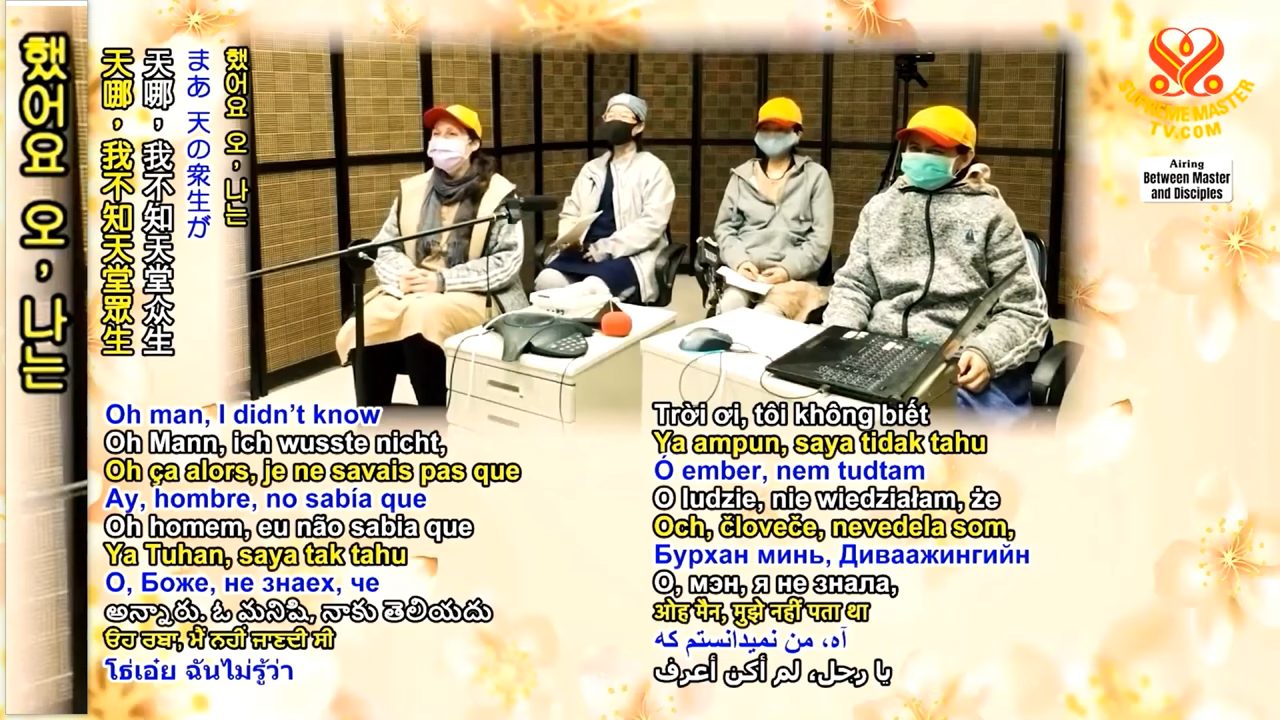 했어요 오, 나는
天哪，我不知天堂眾生
天哪，我不知天堂众生
まあ 天の衆生が
했어요 오, 나는
SUPREME MASTER
TV.COM
Airing
Between Master
and Disciples
Oh man, I didn’t know
Oh Mann, ich wusste nicht,
Oh ça alors, je ne savais pas que
Ay, hombre, no sabía que
Oh homem, eu não sabia que
Ya Tuhan, saya tak tahu
О, Боже, не знаех, че
అన్నారు. ఓ మనిషి, నాకు తెలియదు
ਓਹ ਰਬਾ, ਮੈਂ ਨਹੀਂ ਜਾਣਦੀ ਸੀ
โธ่เอ๋ย ฉันไม่รู้ว่า
Trời ơi, tôi không biết
Ya ampun, saya tidak tahu
Ó ember, nem tudtam
O ludzie, nie wiedziałam, że
Och, človeče, nevedela som,
Бурхан минь, Диваажингийн
О, мэн, я не знала,
ओह मैन, मुझे नहीं पता था
آه، من نمیدانستم که
يا رجل، لم أكن أعرف